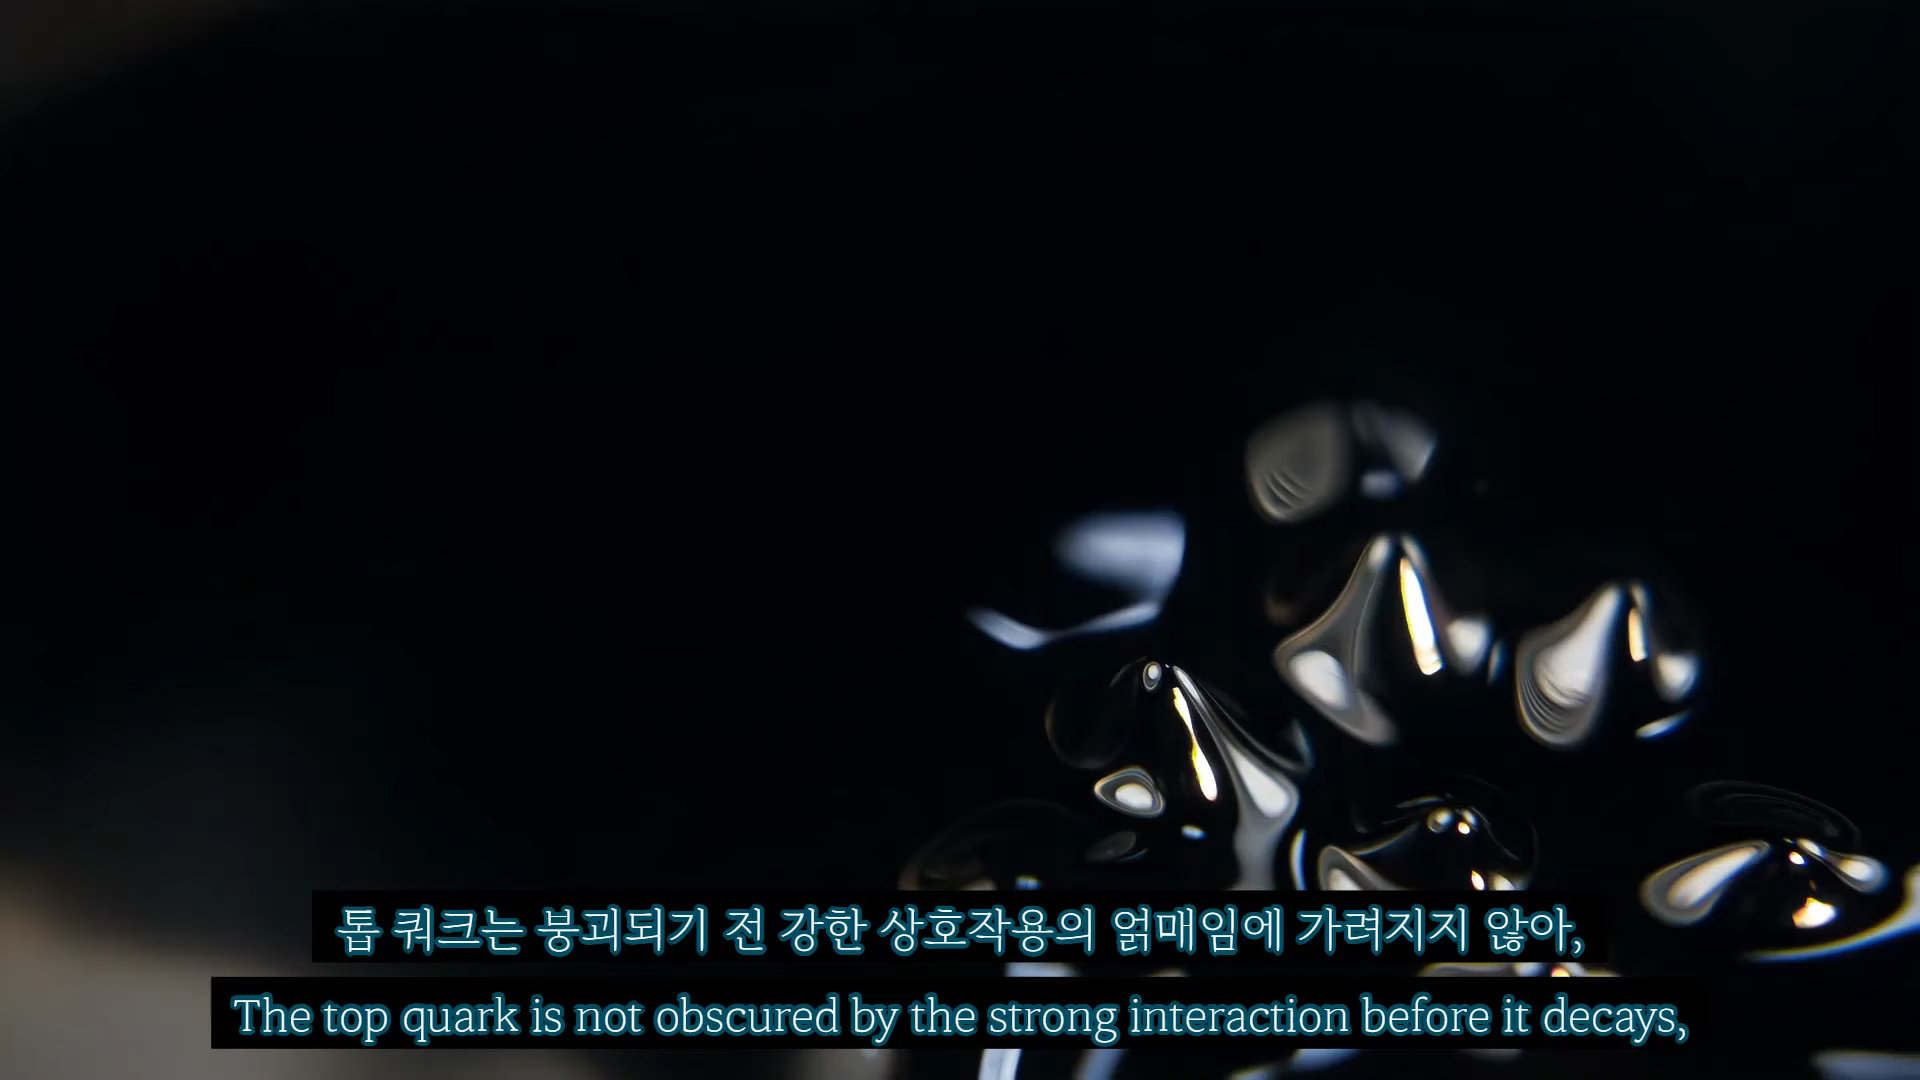 톱 쿼크는 붕괴되기 전 강한 상호작용의 얽매임에 가려지지 않아,
The top quark is not obscured by the strong interaction before it decays,